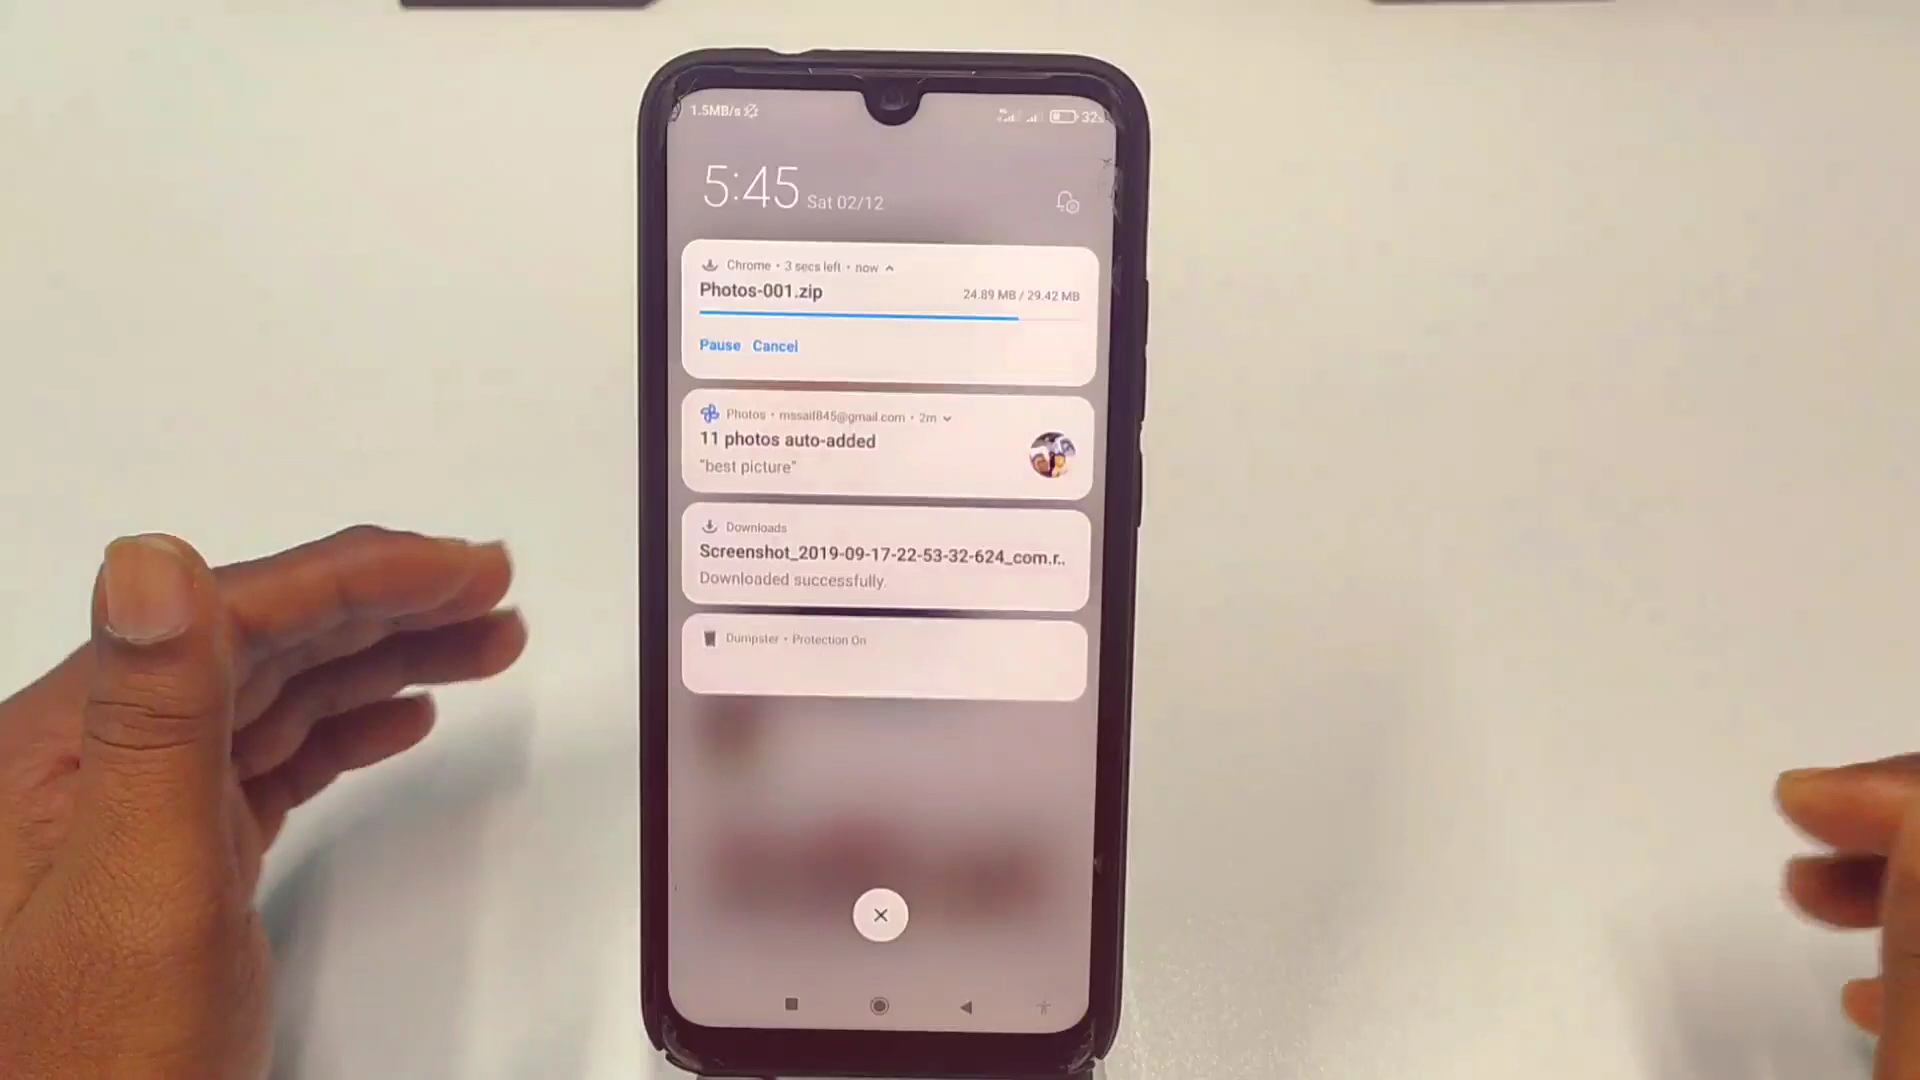 1.5MB/s
32
5:45 Sat 02/12
Chrome • 3 secs left • now
Photos-001.zip
24.89 MB / 29.42 MB
Pause Cancel
Photos • mssaif845@gmail.com • 2m
11 photos auto-added
"best picture"
Downloads
Screenshot_2019-09-17-22-53-32-624_com.r..
Downloaded successfully.
Dumpster • Protection On